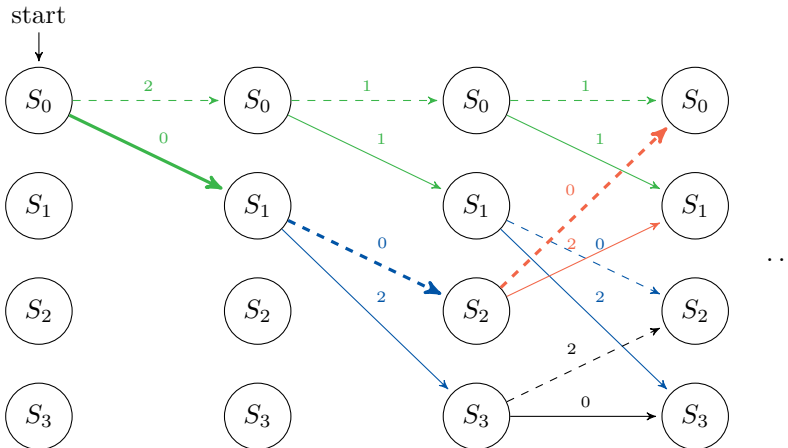 start
2 1 1
S0 S0 S0 S0
0 1 1
0
S1 S1 S1 S1
0 2 0
2 2
S2 S2 S2 S2
2
0
S3 S3 S3 S3
..